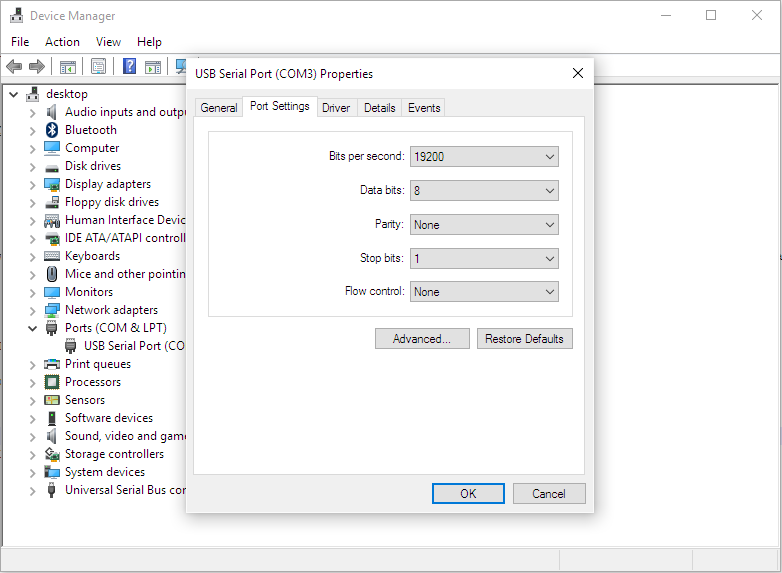 Device Manager
File Action View Help
USB Serial Port (COM3) Properties
General Port Settings Driver Details Events
Bits per second: 19200
Data bits: 8
Parity: None
Stop bits: 1
Flow control: None
Advanced... Restore Defaults
OK Cancel
desktop
Audio inputs and outp
Bluetooth
Computer
Disk drives
Display adapters
Floppy disk drives
Human Interface Devic
IDE ATA/ATAPI controll
Keyboards
Mice and other pointin
Monitors
Network adapters
Ports (COM & LPT)
USB Serial Port (CO
Print queues
Processors
Sensors
Software devices
Sound, video and game
Storage controllers
System devices
Universal Serial Bus con